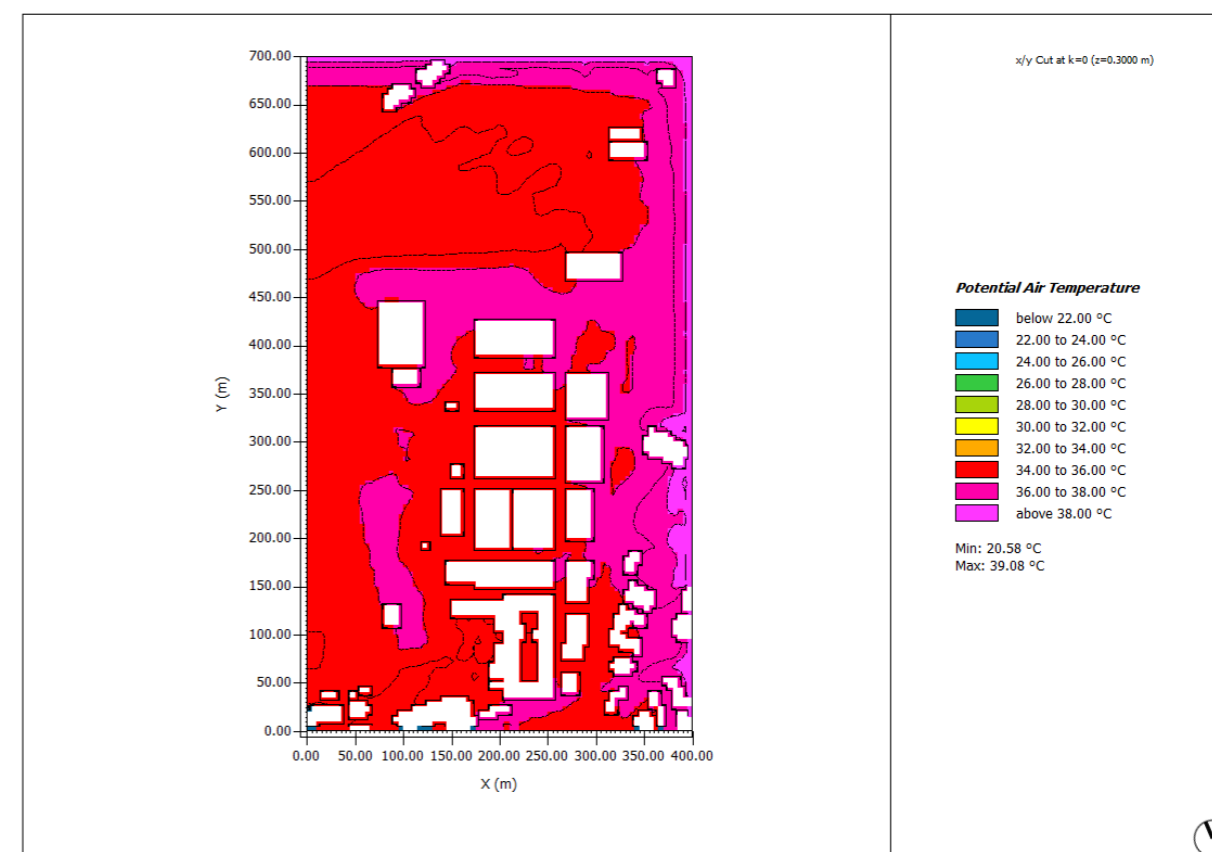 x/y Cut at k=0 (z=0.3000 m)
700.00
650.00
600.00
550.00
500.00
450.00
400.00
350.00
300.00
250.00
200.00
150.00
100.00
50.00
0.00
Y (m)
0.00 50.00 100.00 150.00 200.00 250.00 300.00 350.00 400.00
X (m)
Potential Air Temperature
below 22.00 °C
22.00 to 24.00 °C
24.00 to 26.00 °C
26.00 to 28.00 °C
28.00 to 30.00 °C
30.00 to 32.00 °C
32.00 to 34.00 °C
34.00 to 36.00 °C
36.00 to 38.00 °C
above 38.00 °C
Min: 20.58 °C
Max: 39.08 °C